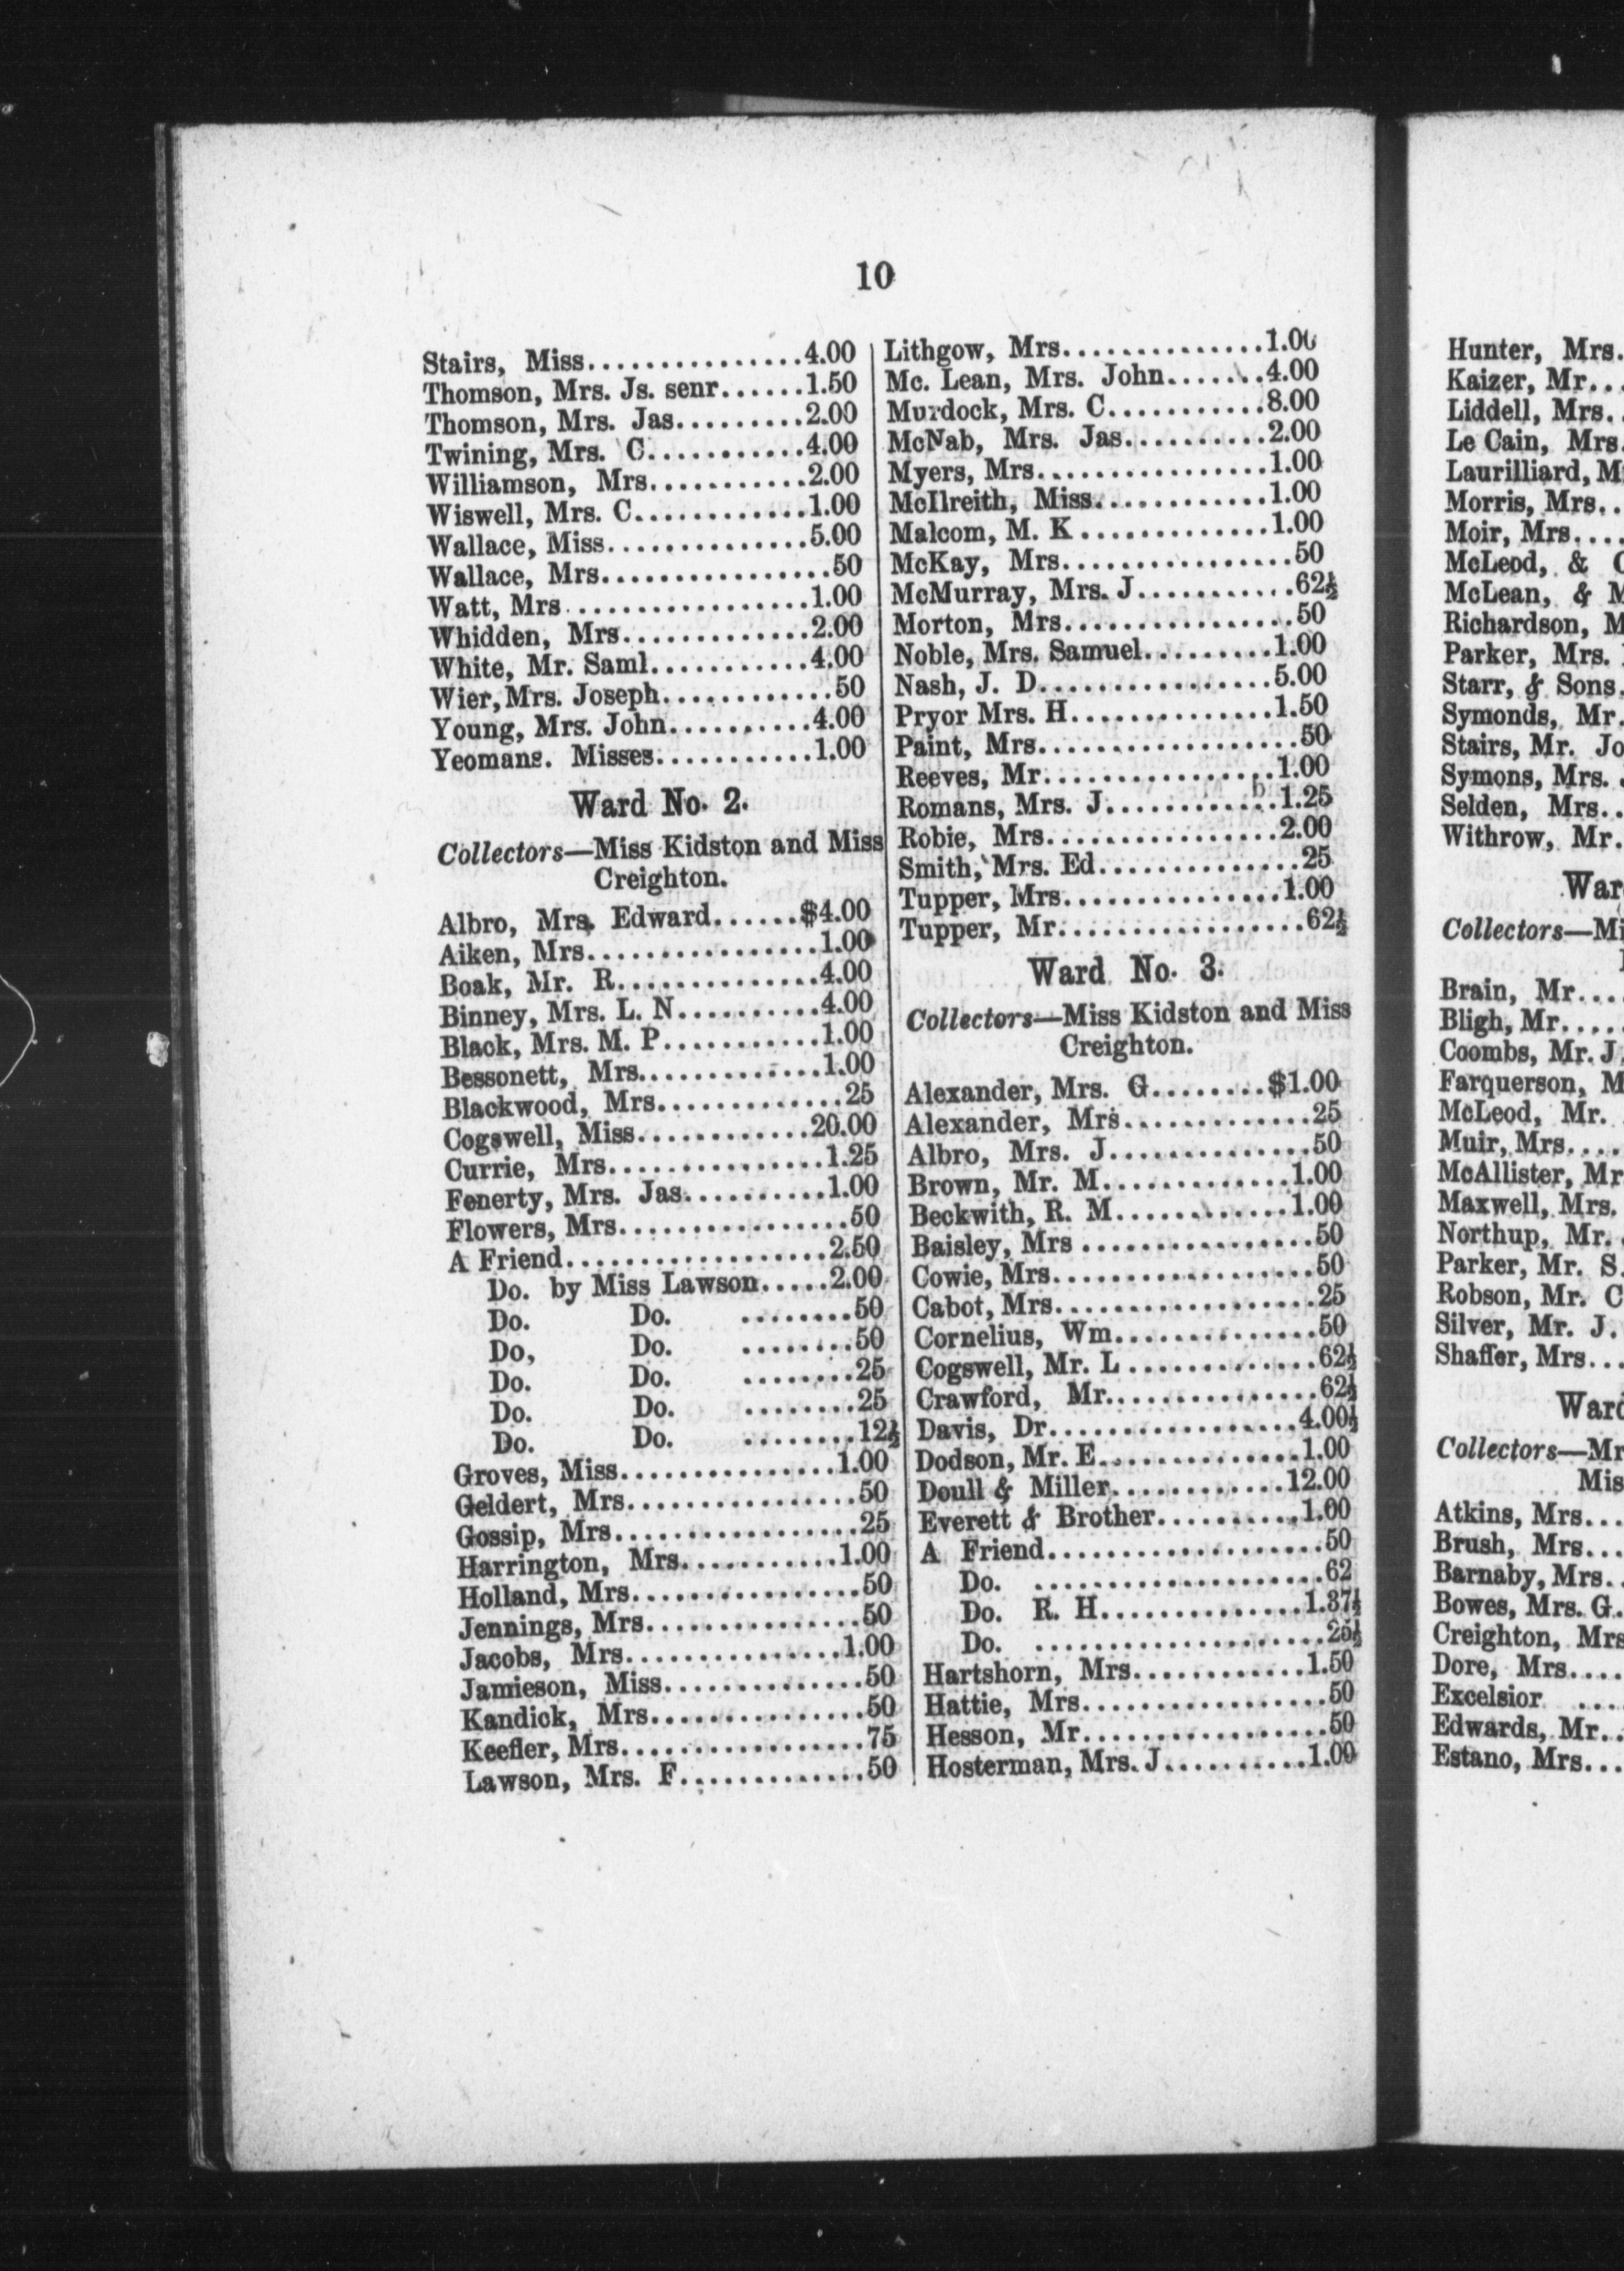 10
Stairs, Miss................4.00
Thomson, Mrs. Js. senr......1.50
Thomson, Mrs. Jas.........2.00
Twining, Mrs. C...........4.00
Williamson, Mrs...........2.00
Wiswell, Mrs. C............1.00
Wallace, Miss...............5.00
Wallace, Mrs.................50
Watt, Mrs..................1.00
Whidden, Mrs..............2.00
White, Mr. Saml............4.00
Wier, Mrs. Joseph.............50
Young, Mrs. John...........4.00
Yeomans. Misses............1.00
Ward No. 2.
Collectors—Miss Kidston and Miss
Creighton.
Albro, Mrs. Edward......$4.00
Aiken, Mrs.................1.00
Boak, Mr. R...............4.00
Binney, Mrs. L. N..........4.00
Black, Mrs. M. P............1.00
Bessonett, Mrs.............1.00
Blackwood, Mrs..............25
Cogswell, Miss............20.00
Currie, Mrs................1.25
Fenerty, Mrs. Jas...........1.00
Flowers, Mrs.................50
A Friend...................2.50
Do. by Miss Lawson.....2.00
Do. Do. ........50
Do, Do. ........50
Do. Do. ........25
Do. Do. ........25
Do. Do. ........12½
Groves, Miss................1.00
Geldert, Mrs.................50
Gossip, Mrs..................25
Harrington, Mrs............1.00
Holland, Mrs.................50
Jennings, Mrs................50
Jacobs, Mrs................1.00
Jamieson, Miss...............50
Kandick, Mrs................50
Keefler, Mrs..................75
Lawson, Mrs. F..............50
Lithgow, Mrs...............1.00
Mc. Lean, Mrs. John.......4.00
Murdock, Mrs. C...........8.00
McNab, Mrs. Jas..........2.00
Myers, Mrs.................1.00
McIlreith, Miss.............1.00
Malcom, M. K..............1.00
McKay, Mrs.................50
McMurray, Mrs. J...........62½
Morton, Mrs.................50
Noble, Mrs. Samuel.........1.00
Nash, J. D.................5.00
Pryor Mrs. H...............1.50
Paint, Mrs...................50
Reeves, Mr.................1.00
Romans, Mrs. J.............1.25
Robie, Mrs.................2.00
Smith, Mrs. Ed...............25
Tupper, Mrs................1.00
Tupper, Mr..................62½
Ward No. 3.
Collectors—Miss Kidston and Miss
Creighton.
Alexander, Mrs. G........$1.00
Alexander, Mrs..............25
Albro, Mrs. J...............50
Brown, Mr. M..............1.00
Beckwith, R. M............1.00
Baisley, Mrs.................50
Cowie, Mrs...................50
Cabot, Mrs...................25
Cornelius, Wm...............50
Cogswell, Mr. L..............62½
Crawford, Mr................62½
Davis, Dr..................4.00½
Dodson, Mr. E..............1.00
Doull & Miller.............12.00
Everett & Brother..........1.00
A Friend....................50
Do. .....................62
Do. R. H...............1.37½
Do. .....................25½
Hartshorn, Mrs.............1.50
Hattie, Mrs..................50
Hesson, Mr..................50
Hosterman, Mrs. J..........1.00
Hunter, Mrs.
Kaizer, Mr...
Liddell, Mrs.
Le Cain, Mrs.
Laurilliard, M
Morris, Mrs..
Moir, Mrs....
McLeod, &
McLean, & M
Richardson, M
Parker, Mrs.
Starr, & Sons.
Symonds, Mr.
Stairs, Mr. Jo
Symons, Mrs.
Selden, Mrs..
Withrow, Mr.
War
Collectors—Mi
Brain, Mr...
Bligh, Mr....
Coombs, Mr. J
Farquerson, M
McLeod, Mr.
Muir, Mrs....
McAllister, Mr
Maxwell, Mrs.
Northup, Mr.
Parker, Mr. S.
Robson, Mr. C
Silver, Mr. J.
Shaffer, Mrs...
Ward
Collectors—Mr
Mis
Atkins, Mrs...
Brush, Mrs...
Barnaby, Mrs..
Bowes, Mrs. G..
Creighton, Mrs
Dore, Mrs....
Excelsior ....
Edwards, Mr..
Estano, Mrs...